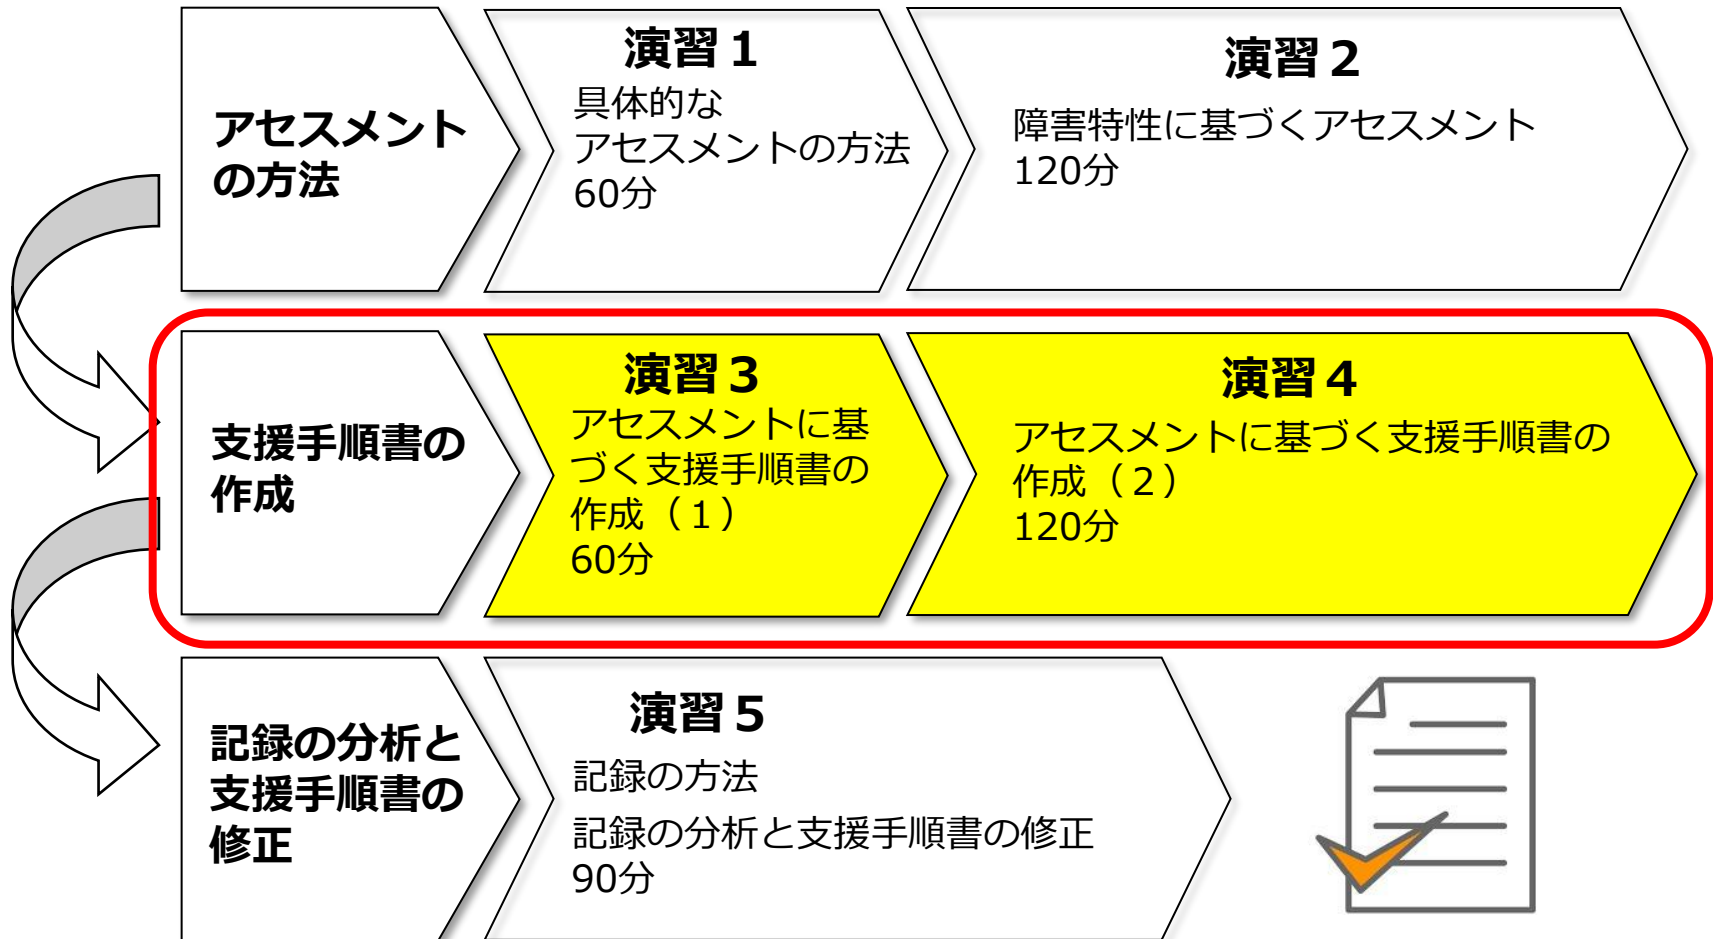 アセスメント
の方法
演習１
具体的な
アセスメントの方法
60分
演習２
障害特性に基づくアセスメント
120分
支援手順書の
作成
演習３
アセスメントに基
づく支援手順書の
作成（１）
60分
演習４
アセスメントに基づく支援手順書の
作成（２）
120分
記録の分析と
支援手順書の
修正
演習５
記録の方法
記録の分析と支援手順書の修正
90分